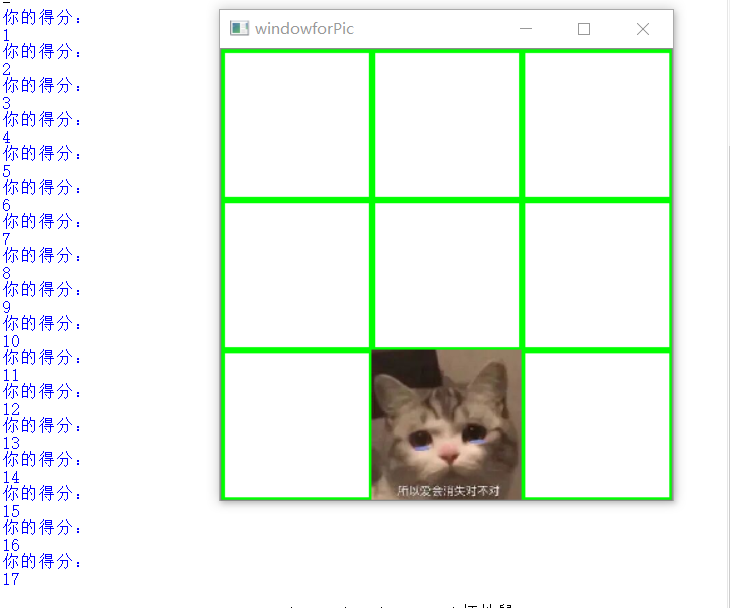 你的得分:
1
你的得分:
2
你的得分:
3
你的得分:
4
你的得分:
5
你的得分:
6
你的得分:
7
你的得分:
8
你的得分:
9
你的得分:
10
你的得分:
11
你的得分:
12
你的得分:
13
你的得分:
14
你的得分:
15
你的得分:
16
你的得分:
17
windowforPic
所以爱会消失对不对